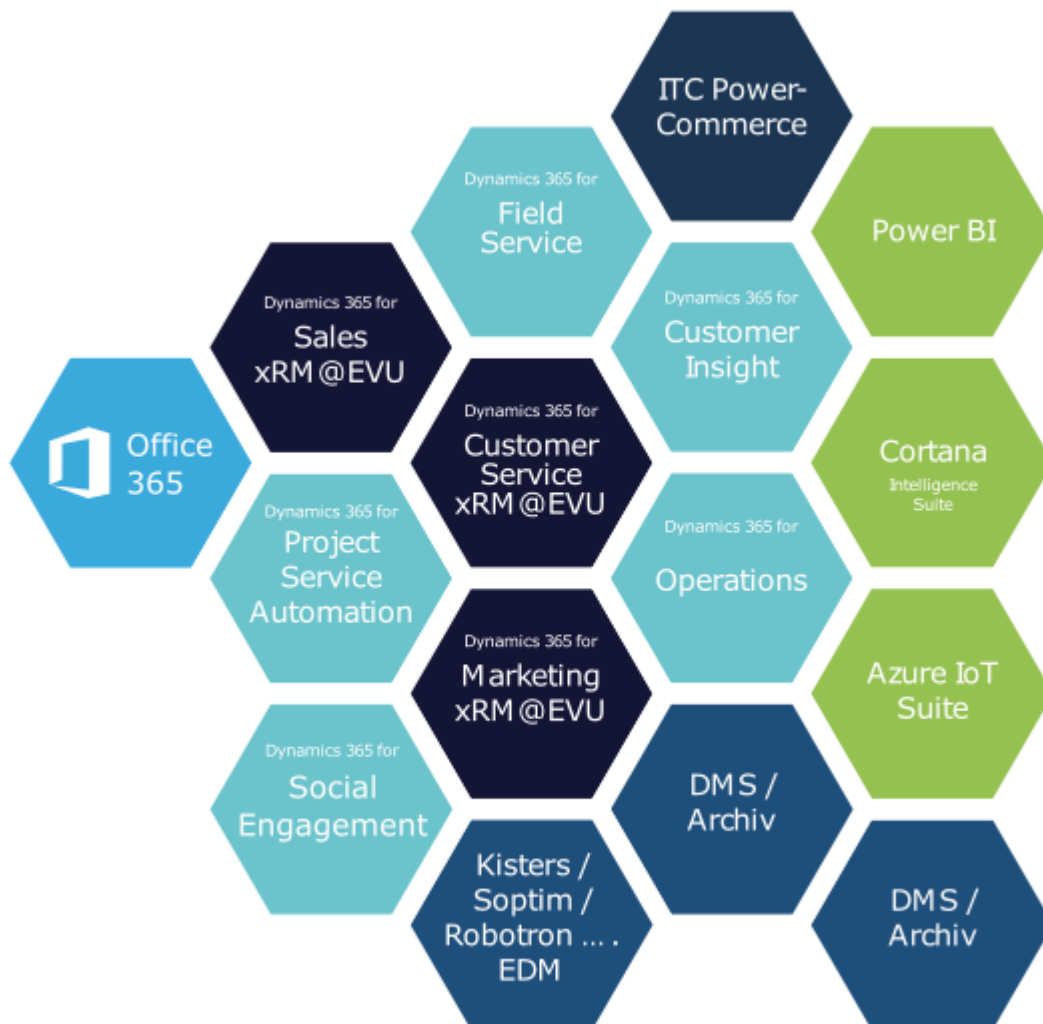 ITC Power-
Commerce
Dynamics 365 for
Field
Service
Power BI
Dynamics 365 for
Sales
xRM@EVU
Dynamics 365 for
Customer
Insight
Office
365
Dynamics 365 for
Customer
Service
xRM@EVU
Cortana
Intelligence
Suite
Dynamics 365 for
Project
Service
Automation
Dynamics 365 for
Operations
Dynamics 365 for
Marketing
xRM@EVU
Azure IoT
Suite
Dynamics 365 for
Social
Engagement
DMS /
Archiv
Kisters /
Soptim /
Robotron ....
EDM
DMS /
Archiv